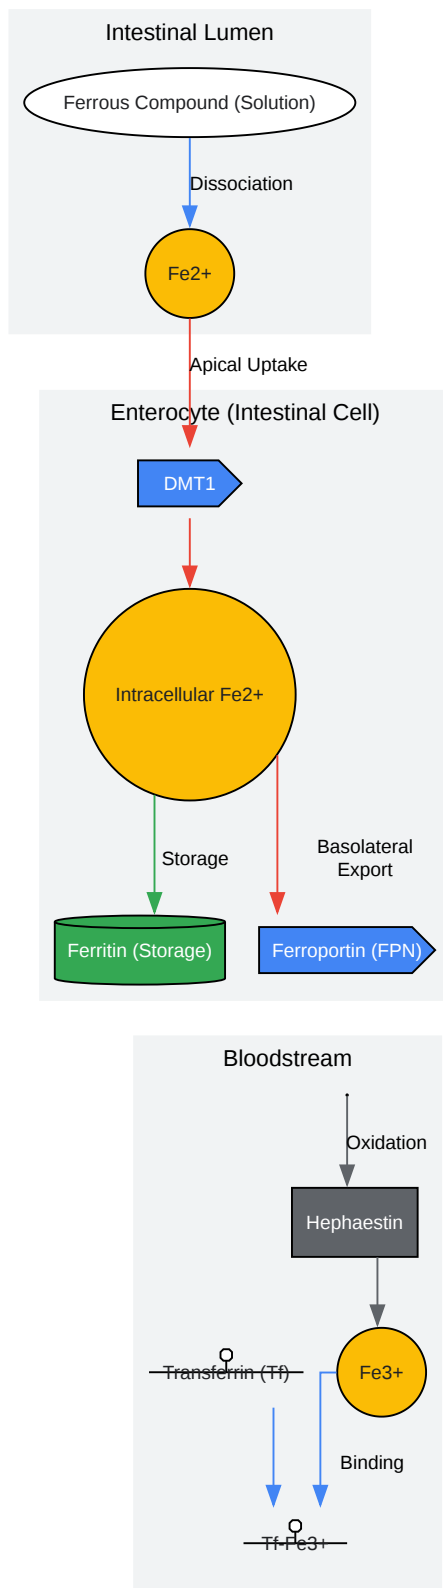 Intestinal Lumen
Ferrous Compound (Solution)
Dissociation
Fe2+
Apical Uptake
Enterocyte (Intestinal Cell)
DMT1
Intracellular Fe2+
Storage
Basolateral
Export
Ferritin (Storage)
Ferroportin (FPN)
Bloodstream
Oxidation
Hephaestin
Transferrin (Tf)
Fe3+
Binding
Tf-Fe3+